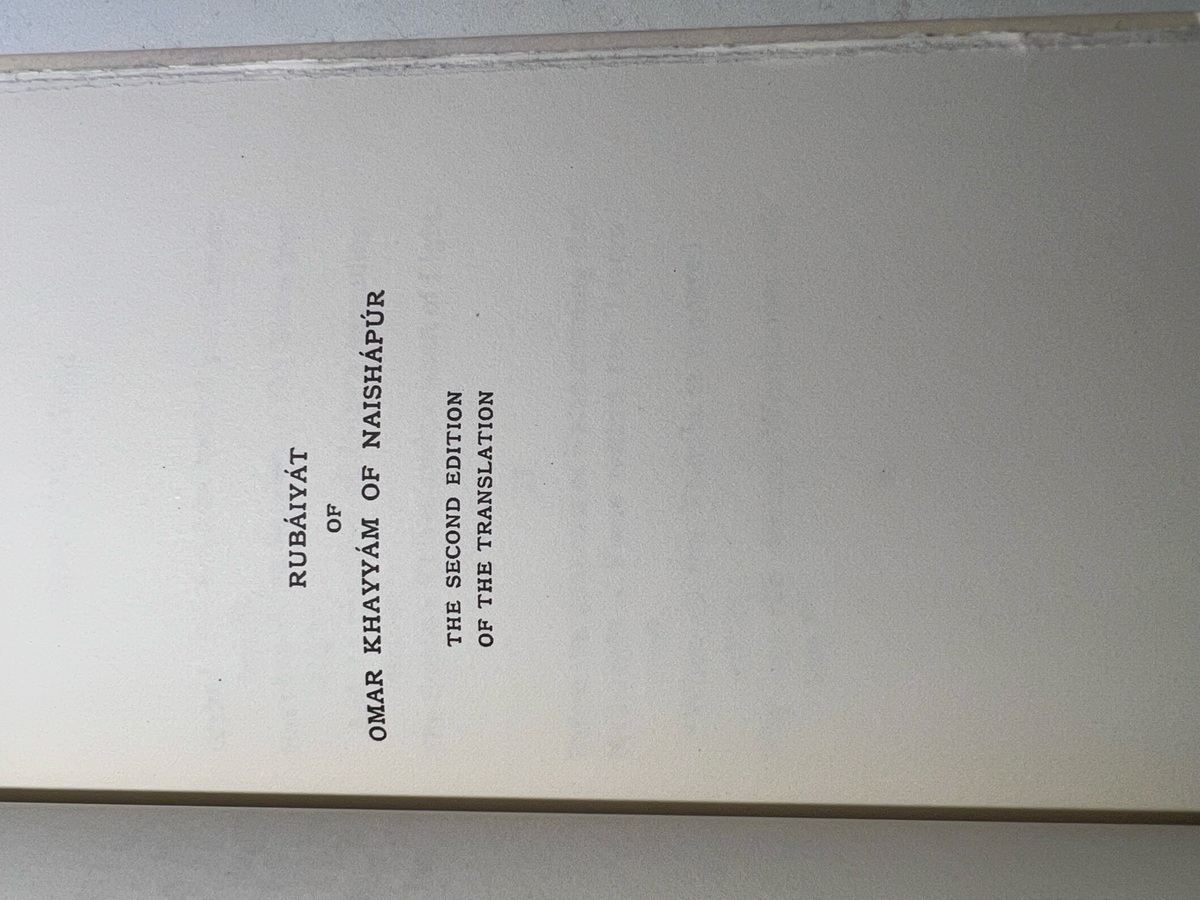 RUBÁIYÁT
OF
OMAR KHAYYÁM OF NAISHÁPÚR
THE SECOND EDITION
OF THE TRANSLATION